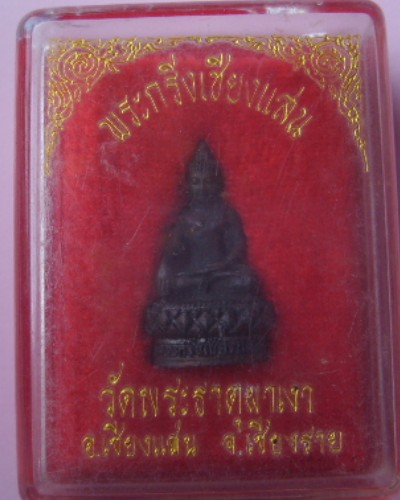 พระกริ่งเชียงแสน
วัดพระธาตุผาเงา
อ.เชียงแสน จ.เชียงราย